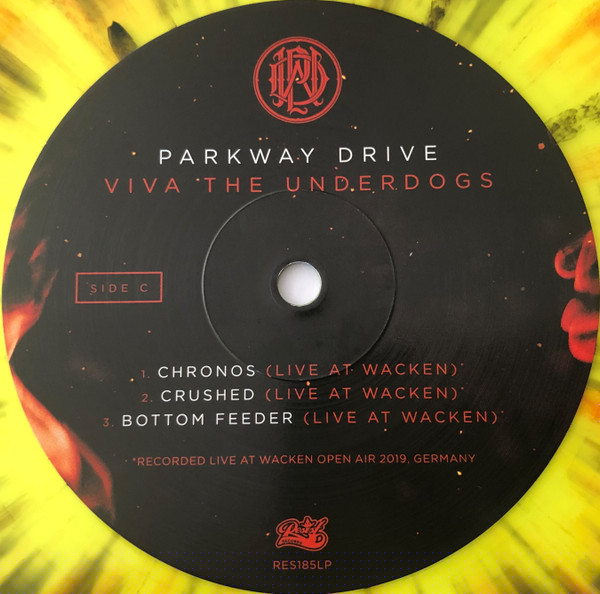 PARKWAY DRIVE
VIVA THE UNDERDOGS
SIDE C
1. CHRONOS (LIVE AT WACKEN)*
2. CRUSHED (LIVE AT WACKEN)*
3. BOTTOM FEEDER (LIVE AT WACKEN)*
*RECORDED LIVE AT WACKEN OPEN AIR 2019, GERMANY
RES185LP